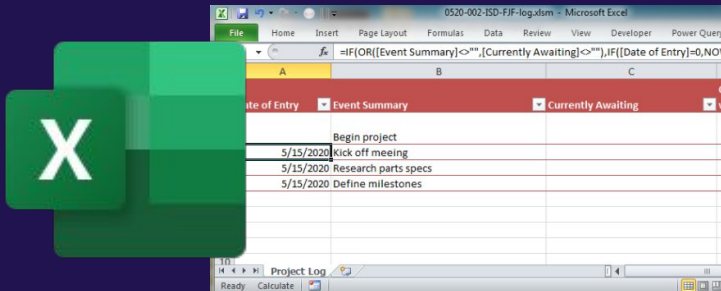 0520-002-ISD-FJF-log.xlsm - Microsoft Excel
File Home Insert Page Layout Formulas Data Review View Developer Power Query
fx =IF(OR([Event Summary]<>"",[Currently Awaiting]<>""),IF([Date of Entry]=0,NO
A B C
te of Entry Event Summary Currently Awaiting
Begin project
5/15/2020 Kick off meeing
5/15/2020 Research parts specs
5/15/2020 Define milestones
10
Project Log
Ready Calculate
X